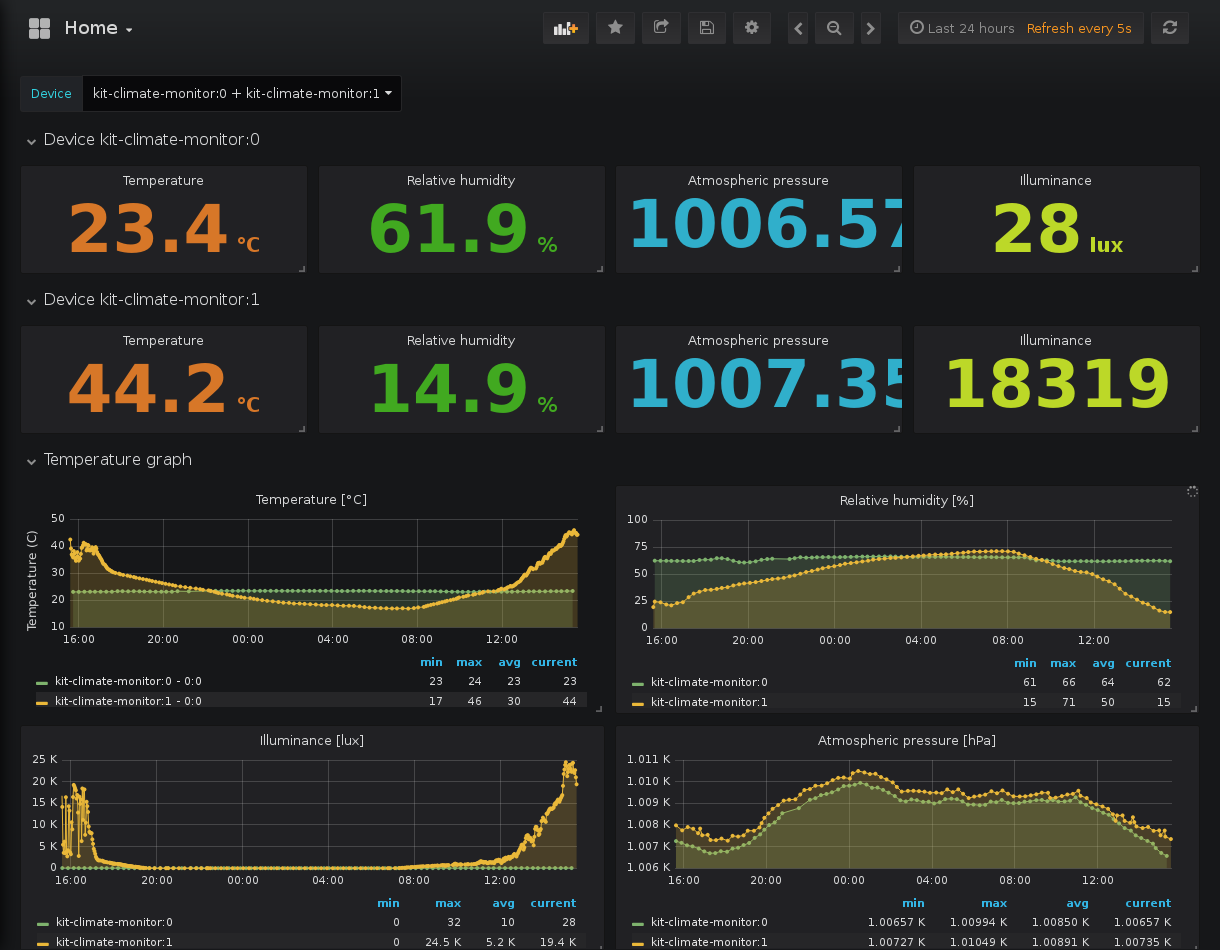 Home
Last 24 hours Refresh every 5s
Device kit-climate-monitor:0 + kit-climate-monitor:1
Device kit-climate-monitor:0
Temperature Relative humidity Atmospheric pressure Illuminance
23.4 °C 61.9 % 1006.57 28 lux
Device kit-climate-monitor:1
Temperature Relative humidity Atmospheric pressure Illuminance
44.2 °C 14.9 % 1007.35 18319
Temperature graph
Temperature [°C]
Temperature (C)
50
40
30
20
10
16:00 20:00 00:00 04:00 08:00 12:00
min max avg current
kit-climate-monitor:0 - 0:0 23 24 23 23
kit-climate-monitor:1 - 0:0 17 46 30 44
Relative humidity [%]
100
75
50
25
0
16:00 20:00 00:00 04:00 08:00 12:00
min max avg current
kit-climate-monitor:0 61 66 64 62
kit-climate-monitor:1 15 71 50 15
Illuminance [lux]
25 K
20 K
15 K
10 K
5 K
0
16:00 20:00 00:00 04:00 08:00 12:00
min max avg current
kit-climate-monitor:0 0 32 10 28
kit-climate-monitor:1 0 24.5 K 5.2 K 19.4 K
Atmospheric pressure [hPa]
1.011 K
1.010 K
1.009 K
1.008 K
1.007 K
1.006 K
16:00 20:00 00:00 04:00 08:00 12:00
min max avg current
kit-climate-monitor:0 1.00657 K 1.00994 K 1.00850 K 1.00657 K
kit-climate-monitor:1 1.00727 K 1.01049 K 1.00891 K 1.00735 K